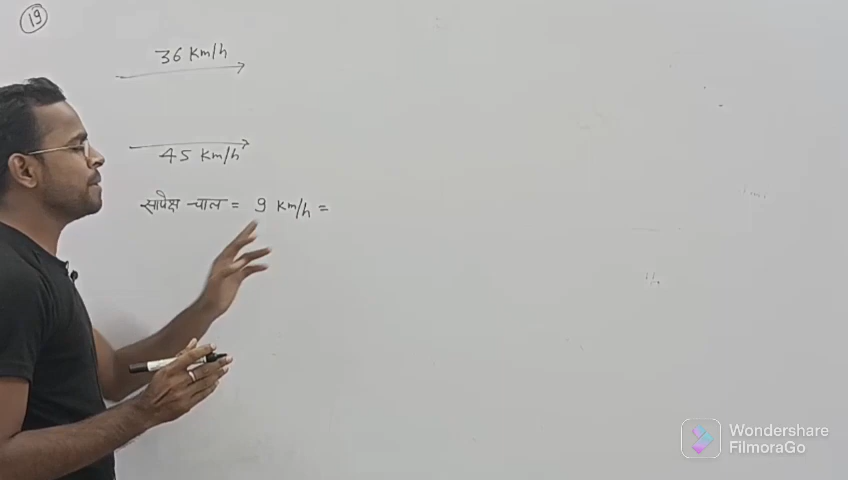 19
36 Km/h
45 Km/h
सापेक्ष चाल = 9 Km/h =
Wondershare
FilmoraGo